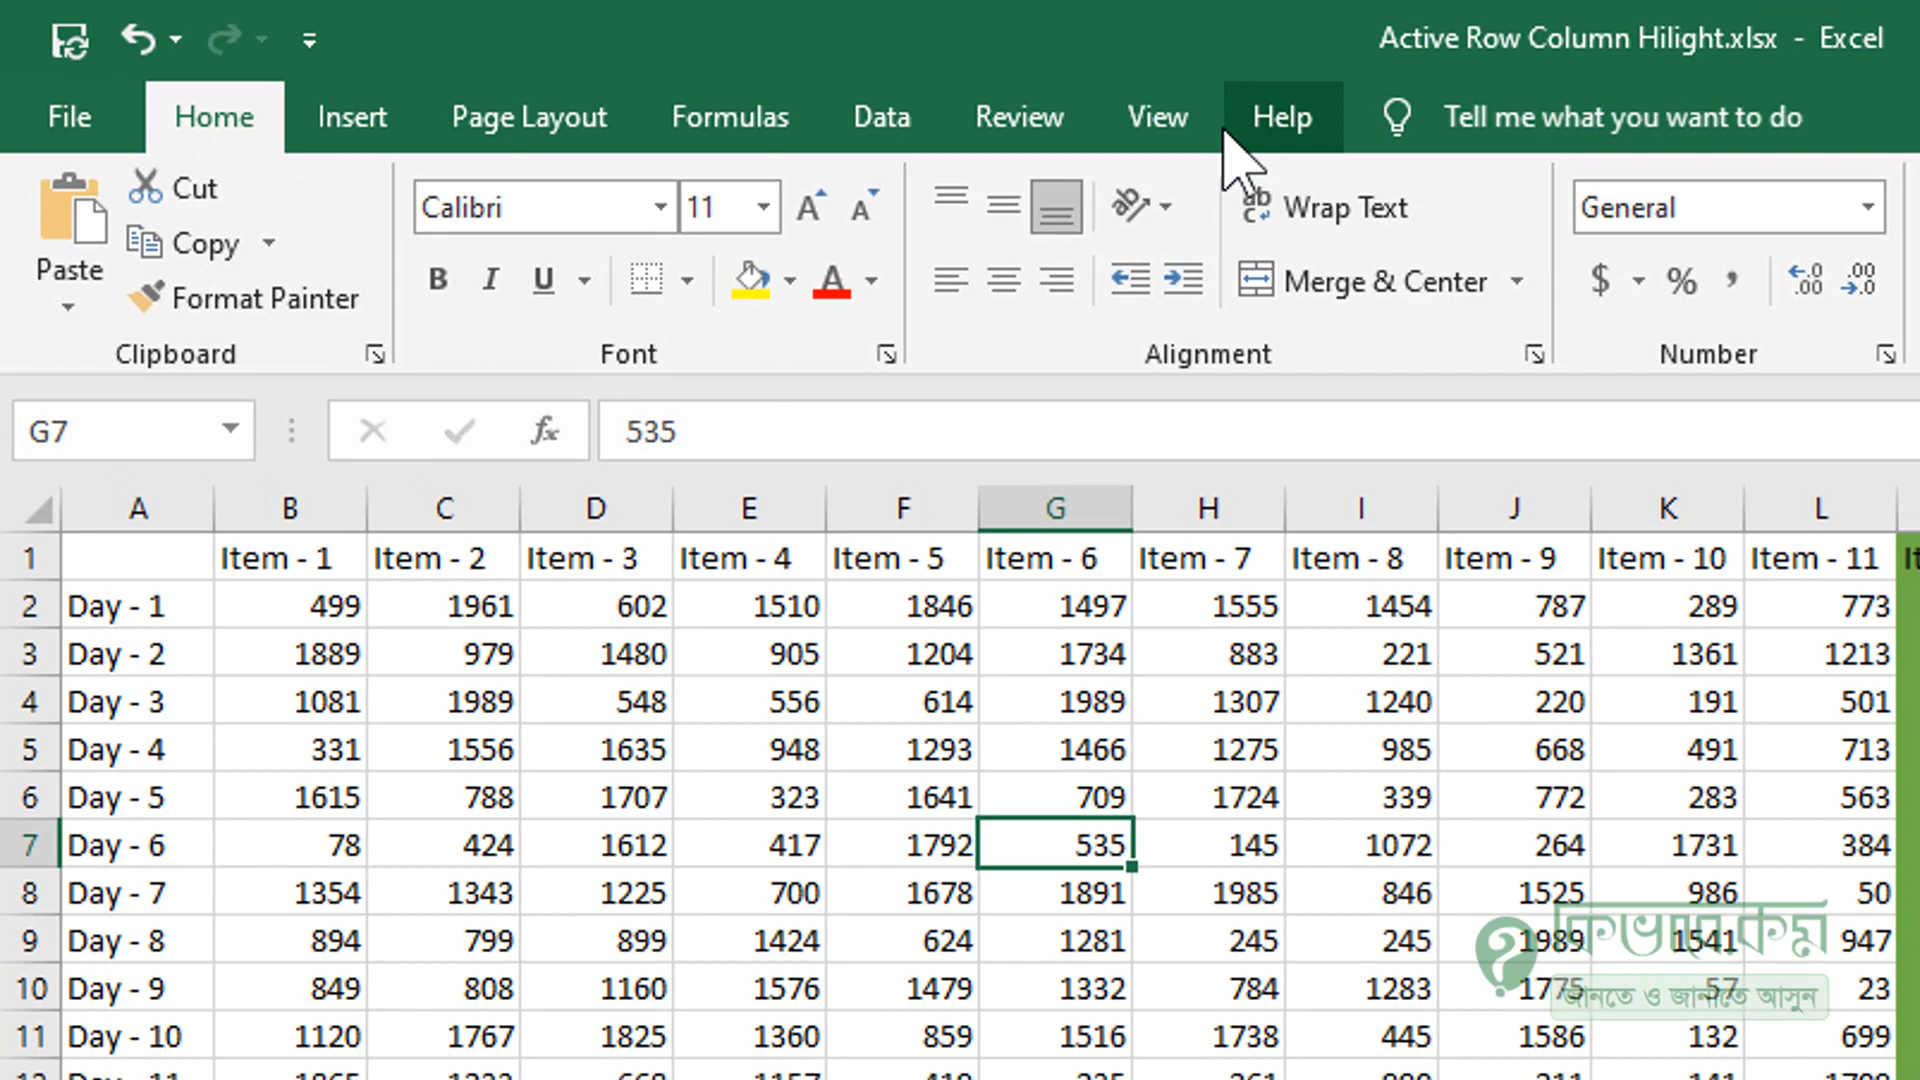 Active Row Column Hilight.xlsx - Excel
File Home Insert Page Layout Formulas Data Review View Help Tell me what you want to do
Cut
Copy
Format Painter
Paste
Calibri 11
Wrap Text
Merge & Center
General
Clipboard Font Alignment Number
G7 fx 535
A B C D E F G H I J K L
1 Item - 1 Item - 2 Item - 3 Item - 4 Item - 5 Item - 6 Item - 7 Item - 8 Item - 9 Item - 10 Item - 11
2 Day - 1 499 1961 602 1510 1846 1497 1555 1454 787 289 773
3 Day - 2 1889 979 1480 905 1204 1734 883 221 521 1361 1213
4 Day - 3 1081 1989 548 556 614 1989 1307 1240 220 191 501
5 Day - 4 331 1556 1635 948 1293 1466 1275 985 668 491 713
6 Day - 5 1615 788 1707 323 1641 709 1724 339 772 283 563
7 Day - 6 78 424 1612 417 1792 535 145 1072 264 1731 384
8 Day - 7 1354 1343 1225 700 1678 1891 1985 846 1525 986 50
9 Day - 8 894 799 899 1424 624 1281 245 245 1989 1541 947
10 Day - 9 849 808 1160 1576 1479 1332 784 1283 1775 57 23
11 Day - 10 1120 1767 1825 1360 859 1516 1738 445 1586 132 699
জানতে ও জানাতে আসুন